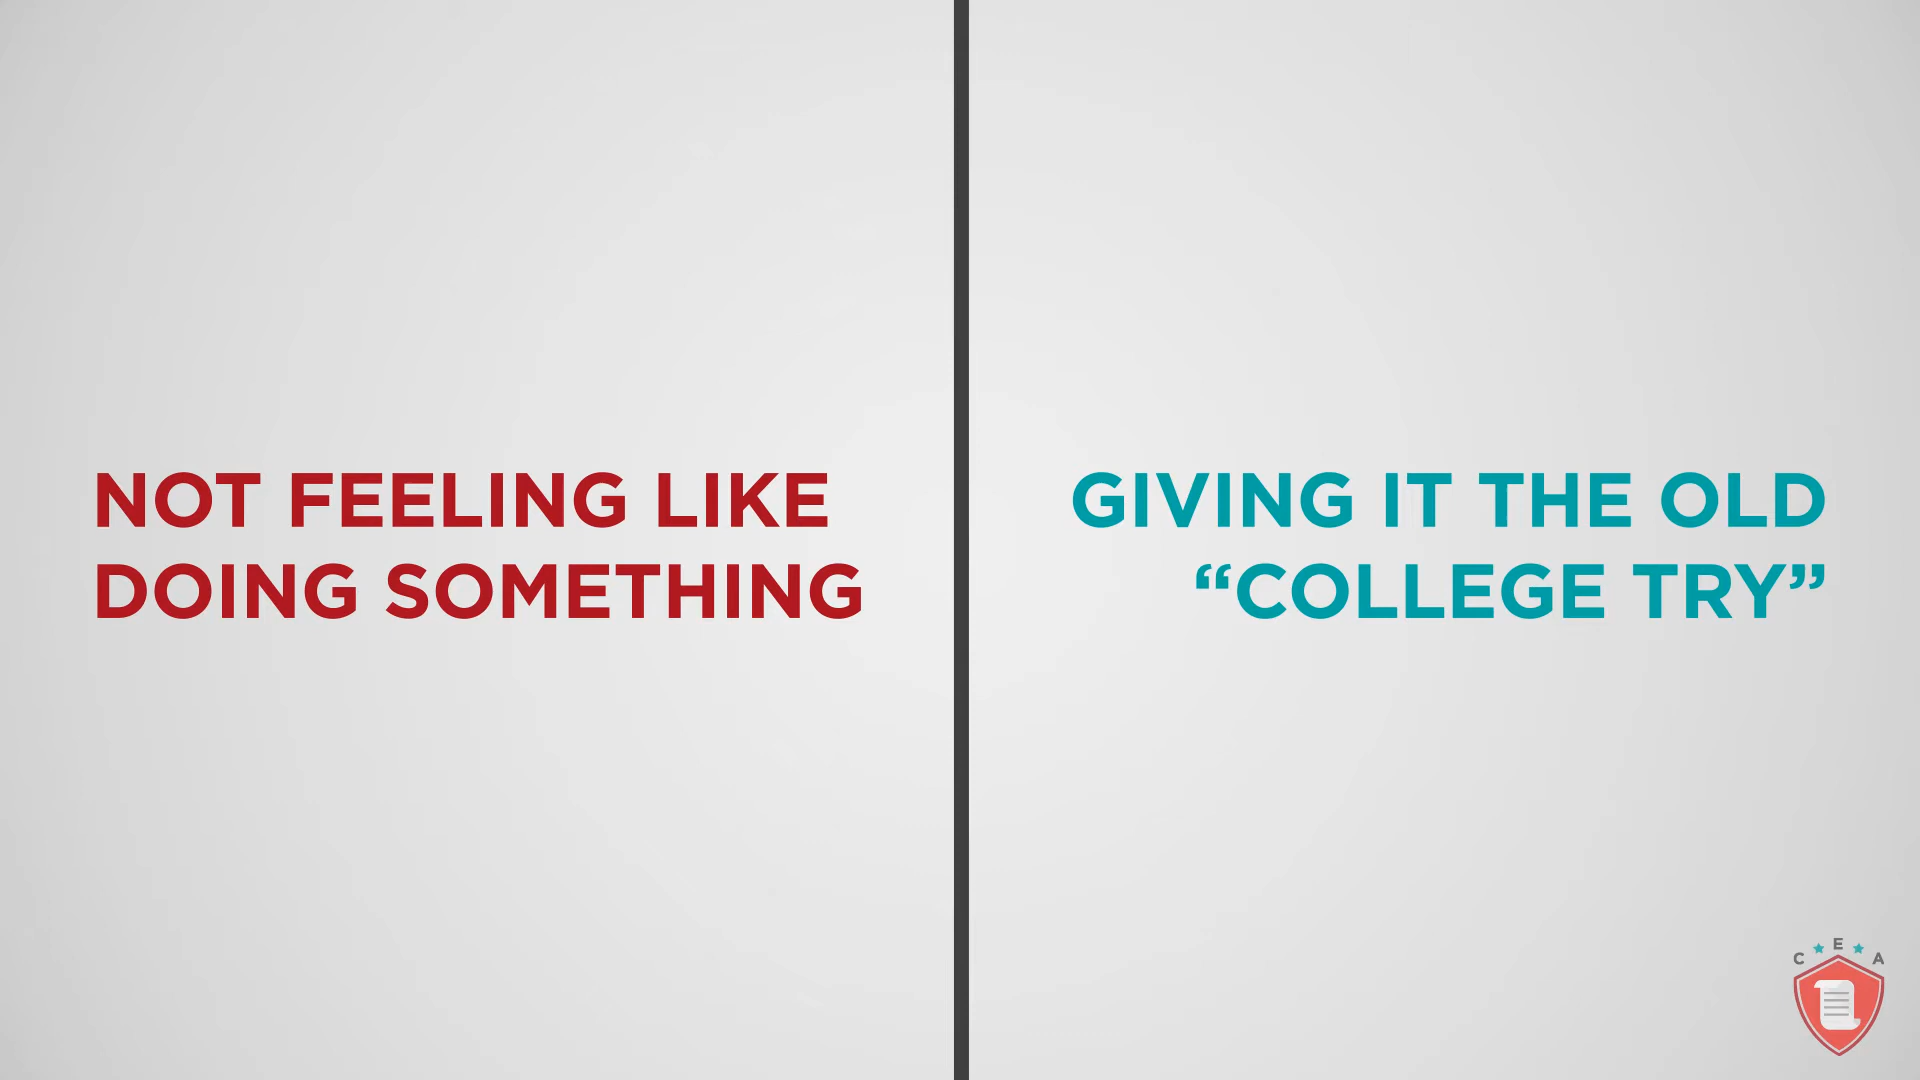 NOT FEELING LIKE
DOING SOMETHING
GIVING IT THE OLD
“COLLEGE TRY”
C E A